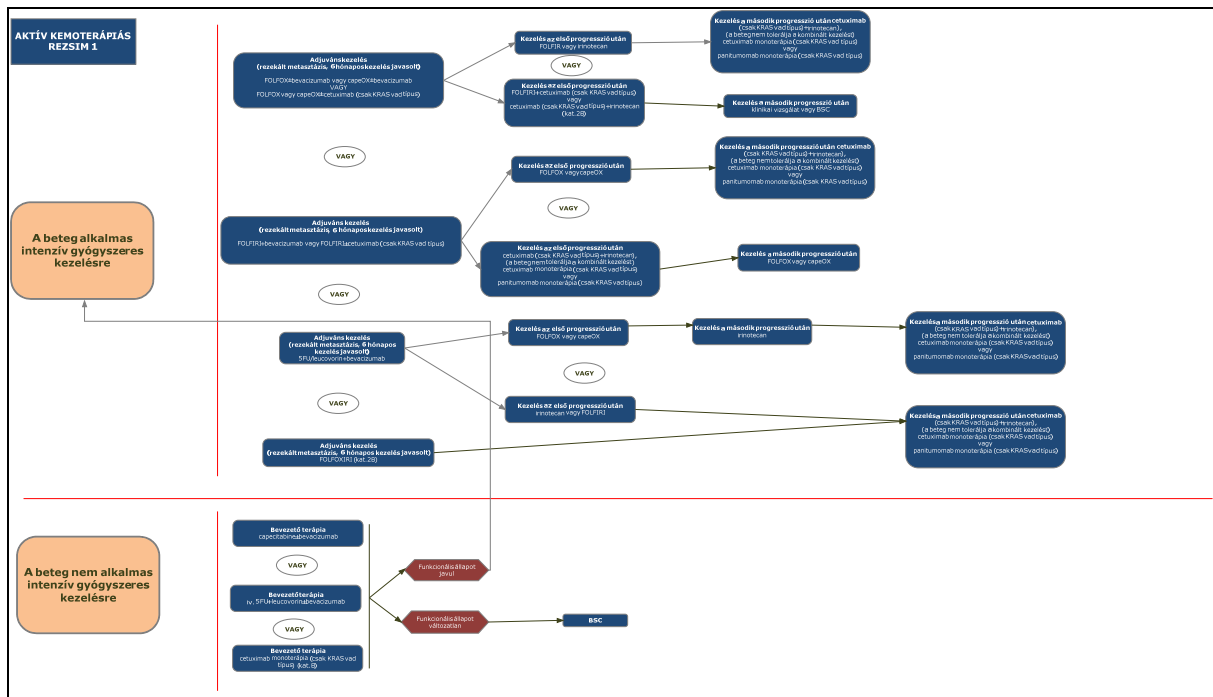 AKTÍV KEMOTERÁPIÁS
REZSIM 1
A beteg alkalmas
intenzív gyógyszeres
kezelésre
Adjuvánskezelés
(rezekált metasztázis, 6 hónapos kezelés javasolt)
FOLFOX±bevacizumab vagy capeOX±bevacizumab
VAGY
FOLFOX vagy capeOX±cetuximab (csak KRAS vad típus)
Kezelés az első progresszió után
FOLFIR vagy irinotecan
VAGY
Kezelés az első progresszió után
FOLFIRI+cetuximab (csak KRAS vad típus)
vagy
cetuximab (csak KRAS vad típus)+irinotecan
(kat.2B)
Kezelés a második progresszió után cetuximab
(csak KRAS vad típus)+irinotecan),
(a betegnem tolerálja a kombinált kezelést)
cetuximab monoterápia (csak KRAS vad típus)
vagy
panitumomab monoterápia (csak KRAS vad típus)
Kezelés a második progresszió után
klinikai vizsgálat vagy BSC
VAGY
Adjuváns kezelés
(rezekált metasztázis, 6 hónapos kezelés javasolt)
FOLFIRI±bevacizumab vagy FOLFIRI±cetuximab (csak KRAS vad típus)
Kezelés az első progresszió után
FOLFOX vagy capeOX
VAGY
Kezelés az első progresszió után
cetuximab (csak KRAS vad típus)+irinotecan),
(a beteg nem tolerálja a kombinált kezelést)
cetuximab monoterápia (csak KRAS vad típus)
vagy
panitumomab monoterápia (csak KRAS vad típus)
Kezelés a második progresszió után cetuximab
(csak KRAS vad típus)+irinotecan),
(a beteg nem tolerálja a kombinált kezelést)
cetuximab monoterápia (csak KRAS vad típus)
vagy
panitumomab monoterápia (csak KRAS vad típus)
Kezelés a második progresszió után
FOLFOX vagy capeOX
VAGY
Adjuváns kezelés
(rezekált metasztázis, 6 hónapos
kezelés javasolt)
5FU/leucovorin+bevacizumab
Kezelés az első progresszió után
FOLFOX vagy capeOX
VAGY
Kezelés az első progresszió után
irinotecan vagy FOLFIRI
Kezelés a második progresszió után
irinotecan
Kezelés a második progresszió után cetuximab
(csak KRAS vad típus)+irinotecan),
(a beteg nem tolerálja a kombinált kezelést)
cetuximab monoterápia (csak KRAS vad típus)
vagy
panitumomab monoterápia (csak KRAS vad típus)
VAGY
Adjuváns kezelés
(rezekált metasztázis, 6 hónapos kezelés javasolt)
FOLFOXIRI (kat.2B)
Kezelés a második progresszió után cetuximab
(csak KRAS vad típus)+irinotecan),
(a beteg nem tolerálja a kombinált kezelést)
cetuximab monoterápia (csak KRAS vad típus)
vagy
panitumomab monoterápia (csak KRAS vad típus)
A beteg nem alkalmas
intenzív gyógyszeres
kezelésre
Bevezető terápia
capecitabine±bevacizumab
VAGY
Bevezető terápia
iv. 5FU+leucovorin±bevacizumab
VAGY
Bevezető terápia
cetuximab monoterápia (csak KRAS vad
típus) (kat.B)
Funkcionális állapot
javul
Funkcionális állapot
változatlan
BSC